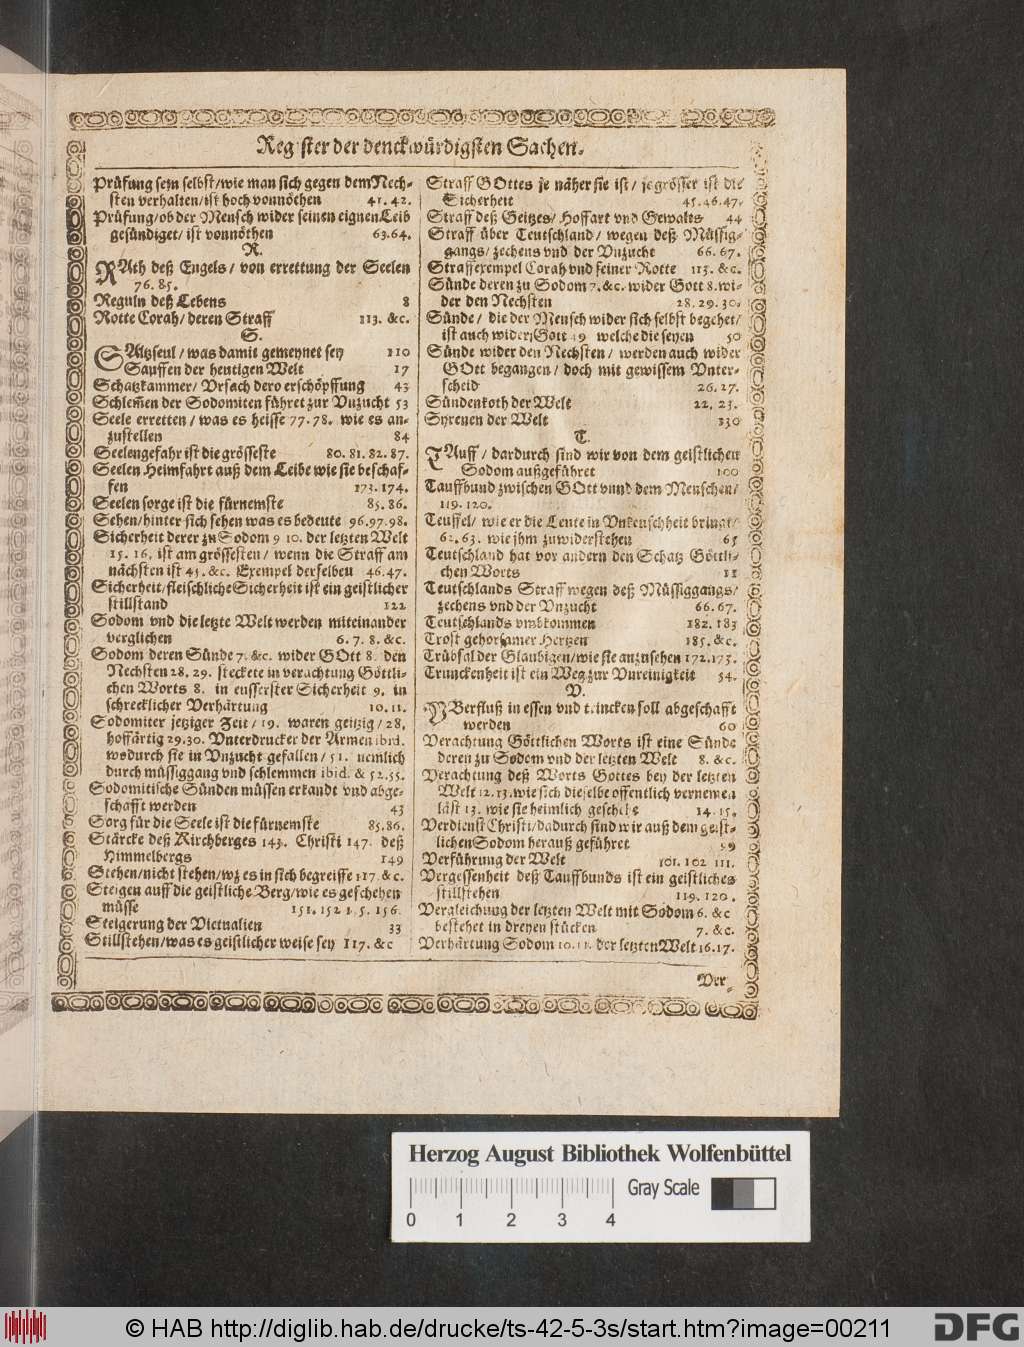 Register der denckwürdigsten Sachen.
Prüfung sein selbst/wie man sich gegen dem Nech-
sten verhalten/ist hoch vonnöthen 41. 42.
Prüfung/ob der Mensch wider seinen eignen Leib
gesündiget/ist vonnöthen 63.64.
R.
RAth deß Engels/ von errettung der Seelen
76. 85.
Reguln deß Lebens 8
Rotte Corah/ deren Straff 113. &c.
S.
SAltzseul/was damit gemeynet sey 110
Sauffen der heutigen Welt 17
Schatzkammer/ Vrsach dero erschöpffung 43
Schlem̃en der Sodomiten führet zur Vnzucht 53
Seele erretten/ was es heisse 77. 78. wie es an-
zustellen 84
Seelengefahr ist die grösseste 80. 81. 82. 87.
Seelen Heimfahrt auß dem Leibe wie sie beschaf-
fen 173. 174.
Seelen sorge ist die fürnemste 85. 86.
Sehen/hinter sich sehen was es bedeute 96. 97. 98.
Sicherheit derer zu Sodom 9 10. der letzten Welt
15. 16. ist am grössesten/ wenn die Straff am
nächsten ist 45. &c. Exempel derselben 46. 47.
Sicherheit/fleischliche Sicherheit ist ein geistlicher
stillstand 122
Sodom vnd die letzte Welt werden miteinander
verglichen 6. 7. 8. &c.
Sodom deren Sünde 7. &c. wider GOtt 8. den
Nechsten 28. 29. steckete in verachtung Göttli-
chen Worts 8. in eusserster Sicherheit 9. in
schrecklicher Verhärtung 10. 11.
Sodomiter jetziger Zeit/ 19. waren geitzig/ 28,
hoffärtig 29.30. Vnterdrucker der Armen ibid.
wodurch sie in Vnzucht gefallen/ 51. nemlich
durch müssiggang vnd schlemmen ibid. & 52.55.
Sodomitische Sünden müssen erkandt vnd abge-
schafft werden 43
Sorg für die Seele ist die fürnemste 85.86.
Stärcke deß Kirchberges 143. Christi 147. deß
Himmelbergs 149
Stehen/nicht stehen/wz es in sich begreiffe 117. &c.
Steigen auff die geistliche Berg/wie es geschehen
müsse 151. 152 156.
Steigerung der Victualien 33
Stillstehen/was es geistlicher weise sey 117. &c
Straff GOttes je näher sie ist/ je grösser ist die
Sicherheit 45. 46. 47.
Straff deß Geitzes/ Hoffart vnd Gewalts 44
Straff über Teutschland/ wegen deß Müssig-
gangs/ zechens vnd der Vnzucht 66. 67.
Straffexempel Corah vnd seiner Rotte 113. &c.
Sünde deren zu Sodom 7. &c. wider Gott 8. wi-
der den Nechsten 28. 29. 30.
Sünde/ die der Mensch wider sich selbst begehet/
ist auch wider Gott 49 welche die seyen 50
Sünde wider den Nechsten/ werden auch wider
GOtt begangen/ doch mit gewissem Vnter-
scheid 26. 27.
Sündenkoth der Welt 22. 23.
Syrenen der Welt 130
T.
TAuff/ dardurch sind wir von dem geistlichen
Sodom außgeführet 100
Tauffbund zwischen GOtt vnnd dem Menschen/
119. 120.
Teuffel/ wie er die Leute in Vnkeuschheit bringt/
62. 63. wie jhm zuwiderstehen 65
Teutschland hat vor andern den Schatz Göttli-
chen Worts 11
Teutschlands Straff wegen deß Müssiggangs/
zechens vnd der Vnzucht 66. 67.
Teutschlands vmbkommen 182. 183
Trost gehorsamer Hertzen 185. &c.
Trübsal der Glaubigen/wie sie anzusehen 172. 173.
Trunckenheit ist ein Weg zur Vnreinigkeit 54.
V.
VBerfluß in essen vnd trincken soll abgeschafft
werden 60
Verachtung Göttlichen Worts ist eine Sünde
deren zu Sodom vnd der letzten Welt 8. &c.
Verachtung deß Worts Gottes bey der letzten
Welt 12. 13. wie sich dieselbe offentlich vernemen
läst 13. wie sie heimlich geschehe 14. 15.
Verdienst Christi/dadurch sind wir auß dem geist-
lichen Sodom herauß geführet 99
Verführung der Welt 101. 102 111.
Vergessenheit deß Tauffbunds ist ein geistliches
stillstehen 119. 120.
Vergleichung der letzten Welt mit Sodom 6. &c
bestehet in dreyen stücken 7. &c.
Verhärtung Sodom 10. 11. der letzten Welt 16. 17.
Ver-
Herzog August Bibliothek Wolfenbüttel
Gray Scale
0 1 2 3 4
© HAB http://diglib.hab.de/drucke/ts-42-5-3s/start.htm?image=00211
DFG